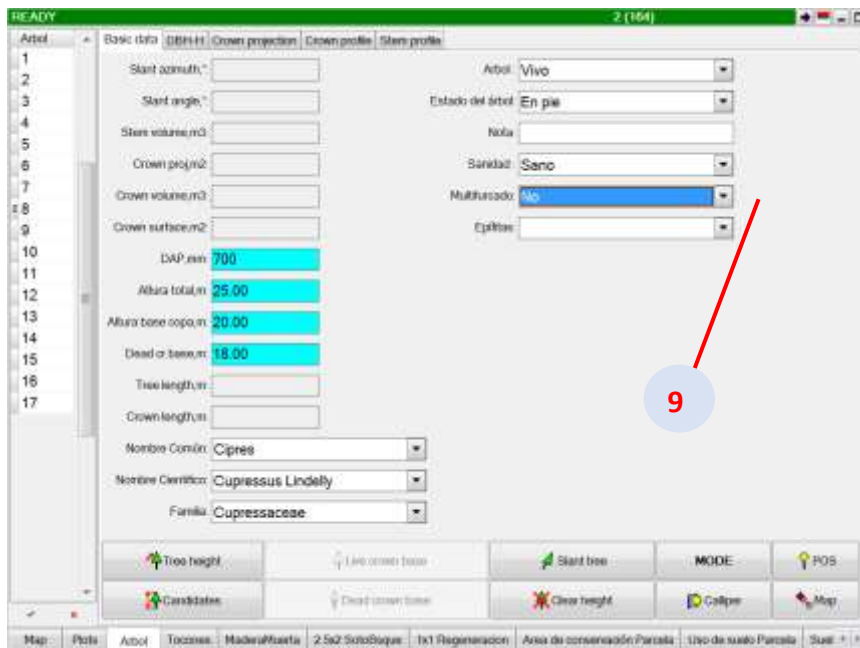 READY 2 (164)
Arbol Basic data DBH-H Crown projection Crown profile Stem profile
1
2
3
4
5
6
7
8
9
10
11
12
13
14
15
16
17
Slant azimuth,°
Slant angle,°
Stem volume,m3
Crown proj,m2
Crown volume,m3
Crown surface,m2
DAP,mm 700
Altura total,m 25.00
Altura base copa,m 20.00
Dead cr base,m 18.00
Tree length,m
Crown length,m
Nombre Común: Cipres
Nombre Científico: Cupressus Lindelly
Familia: Cupressaceae
Arbol: Vivo
Estado del árbol: En pie
Nota:
Sanidad: Sano
Multifurcado: No
Epífitas:
9
Tree height Live crown base Slant tree MODE POS
Candidates Dead crown base Clear height Calliper Map
Map Plots Arbol Tocones MaderaMuerta 2.5x2 SotoBoque 1x1 Regeneracion Area de conservación Parcela Uso de suelo Parcela Suel